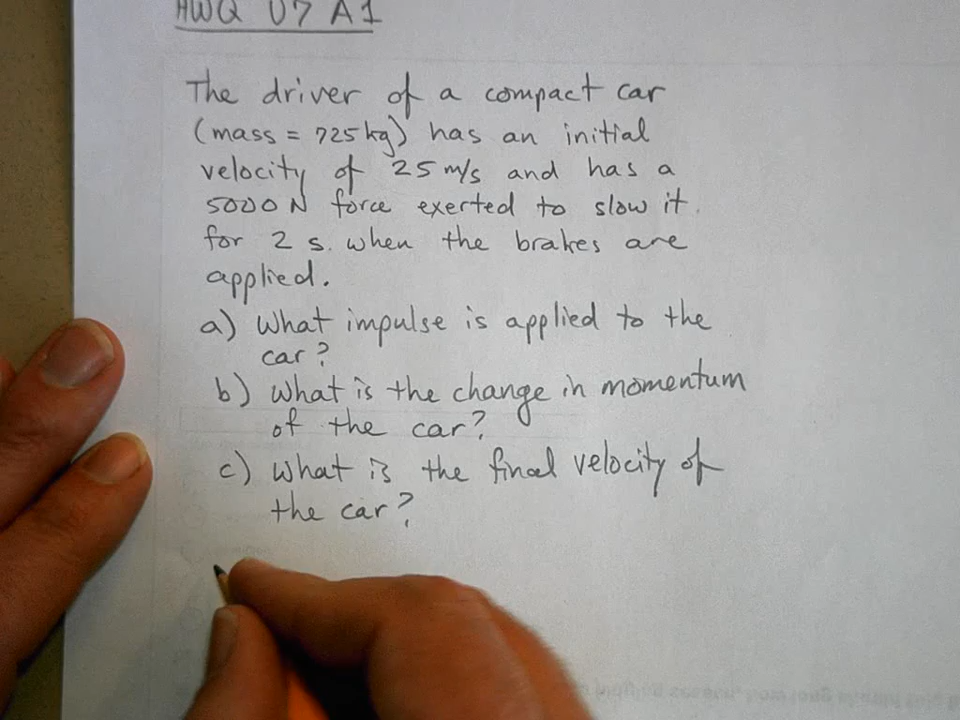 HWQ U7 A1
The driver of a compact car
(mass = 725 kg) has an initial
velocity of 25 m/s and has a
5000 N force exerted to slow it.
for 2 s. when the brakes are
applied.
a) What impulse is applied to the
car?
b) What is the change in momentum
of the car?
c) What is the final velocity of
the car?